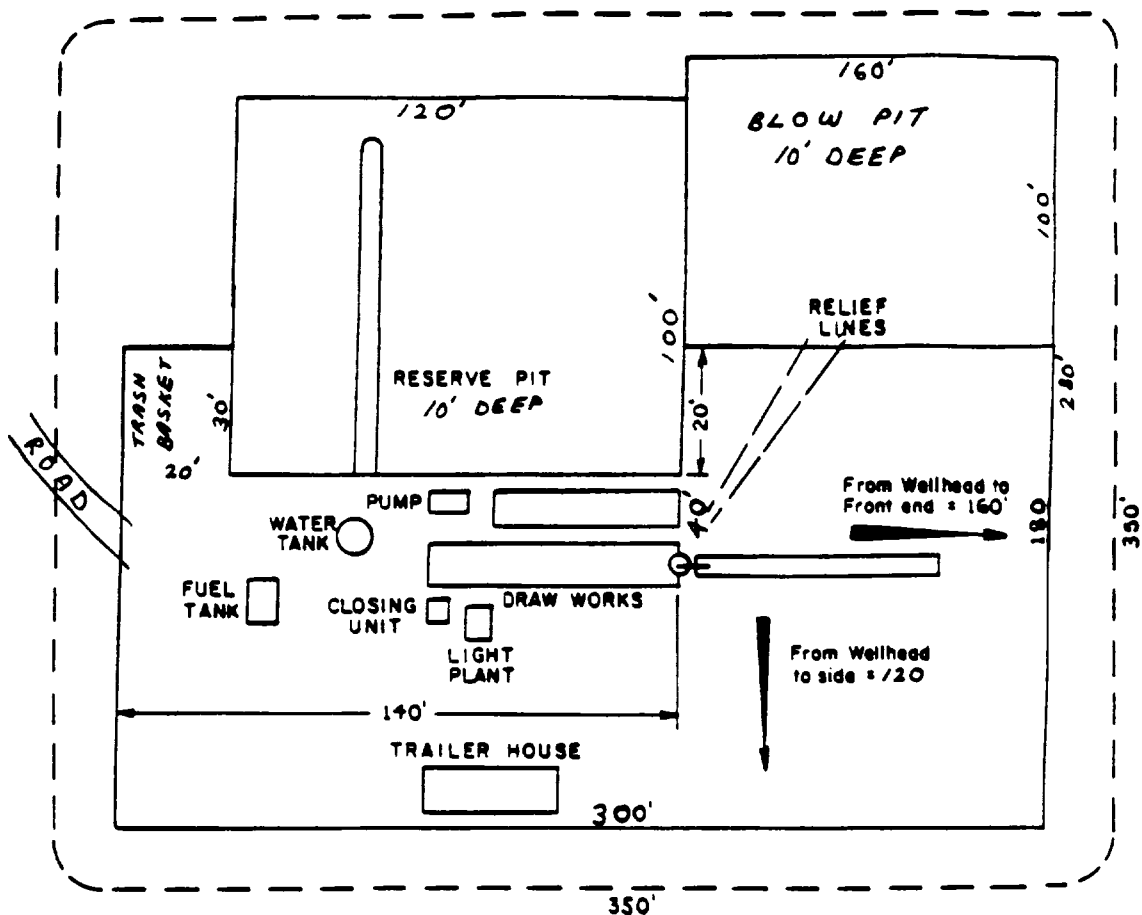 160'
120'
BLOW PIT
10' DEEP
100'
RELIEF
LINES
100'
TRASH
BASKET
30'
RESERVE PIT
10' DEEP
20'
280'
20'
ROAD
PUMP
40'
From Wellhead to
Front end = 160'
WATER
TANK
180
350'
FUEL
TANK
CLOSING
UNIT
DRAW WORKS
LIGHT
PLANT
From Wellhead
to side = 120
140'
TRAILER HOUSE
300'
350'